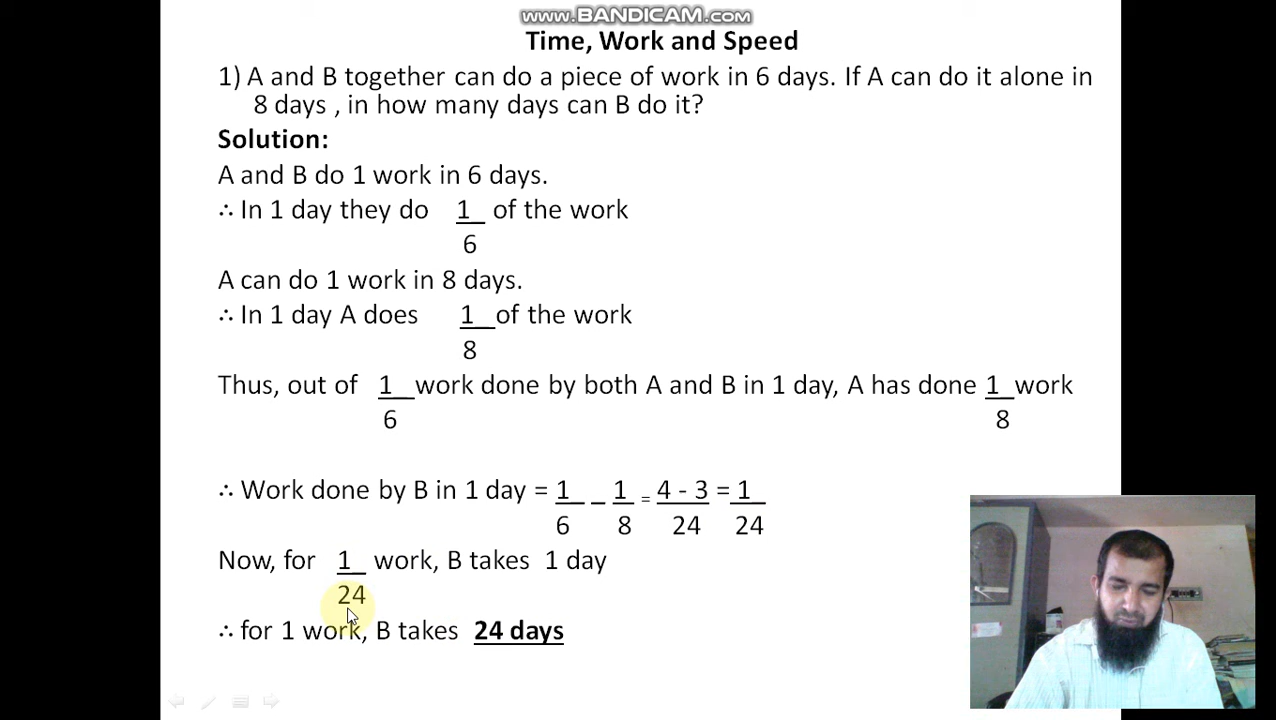 www.BANDICAM.com
Time, Work and Speed
1) A and B together can do a piece of work in 6 days. If A can do it alone in
8 days , in how many days can B do it?
Solution:
A and B do 1 work in 6 days.
∴ In 1 day they do 1 of the work
6
A can do 1 work in 8 days.
∴ In 1 day A does 1 of the work
8
Thus, out of 1 work done by both A and B in 1 day, A has done 1 work
6 8
∴ Work done by B in 1 day = 1 _ 1 = 4 - 3 = 1
6 8 24 24
Now, for 1 work, B takes 1 day
24
∴ for 1 work, B takes 24 days